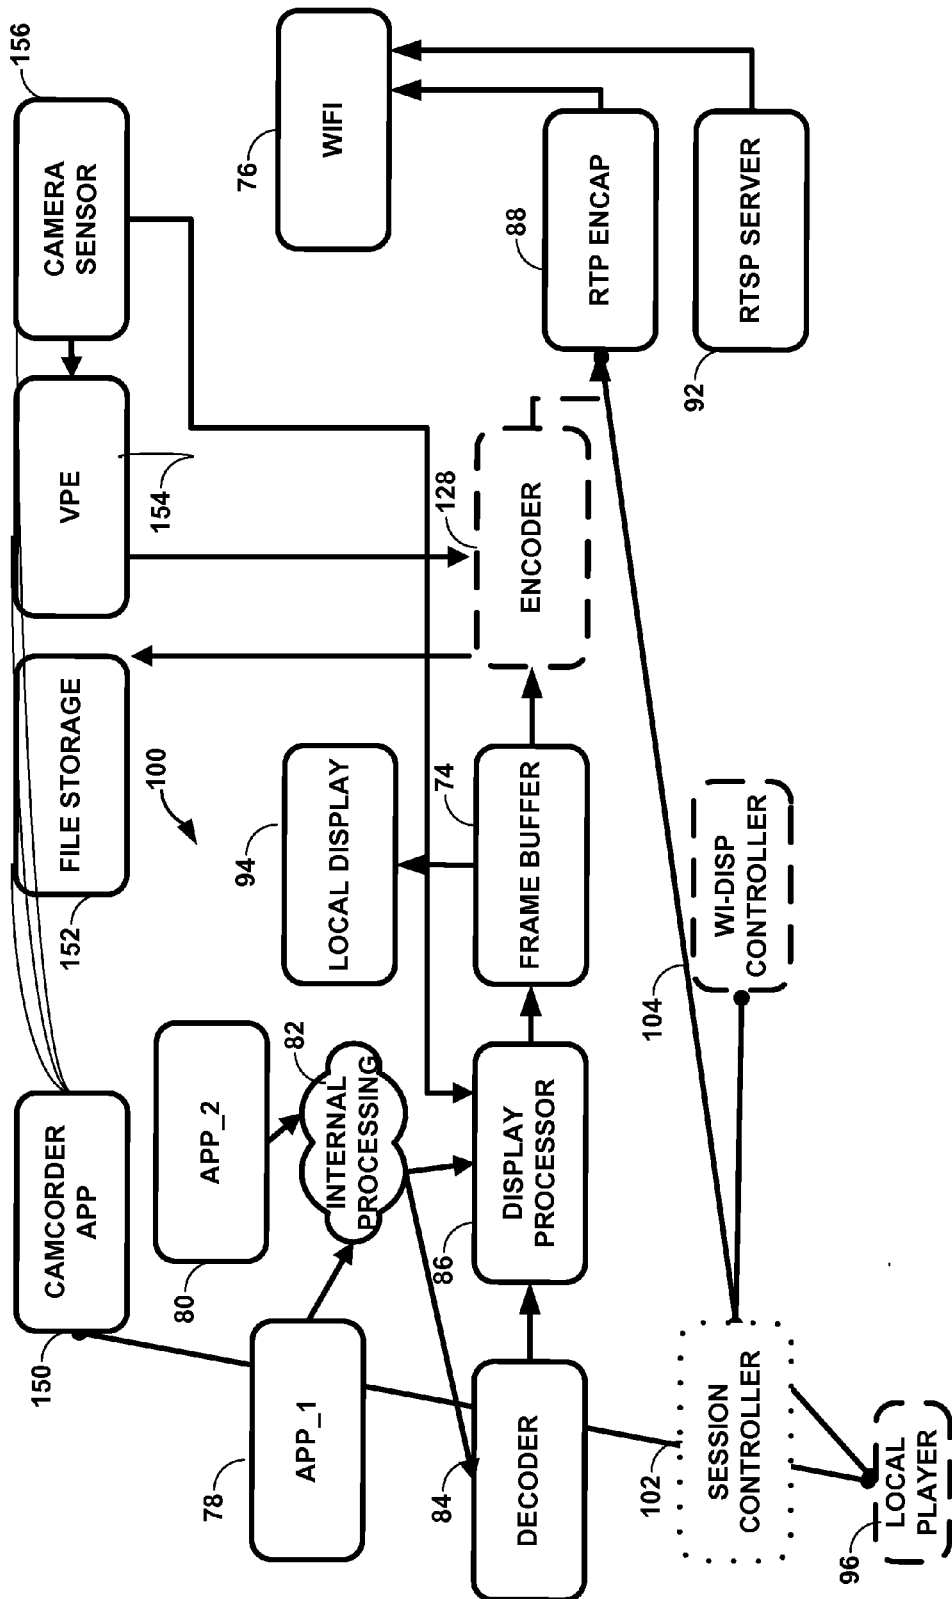 150
CAMCORDER
APP
152
FILE STORAGE
VPE
154
CAMERA
SENSOR
156
100
80
APP_2
78
APP_1
82
INTERNAL
PROCESSING
94
LOCAL DISPLAY
76
WIFI
84
DECODER
86
DISPLAY
PROCESSOR
74
FRAME BUFFER
128
ENCODER
88
RTP ENCAP
102
SESSION
CONTROLLER
104
WI-DISP
CONTROLLER
92
RTSP SERVER
96
LOCAL
PLAYER